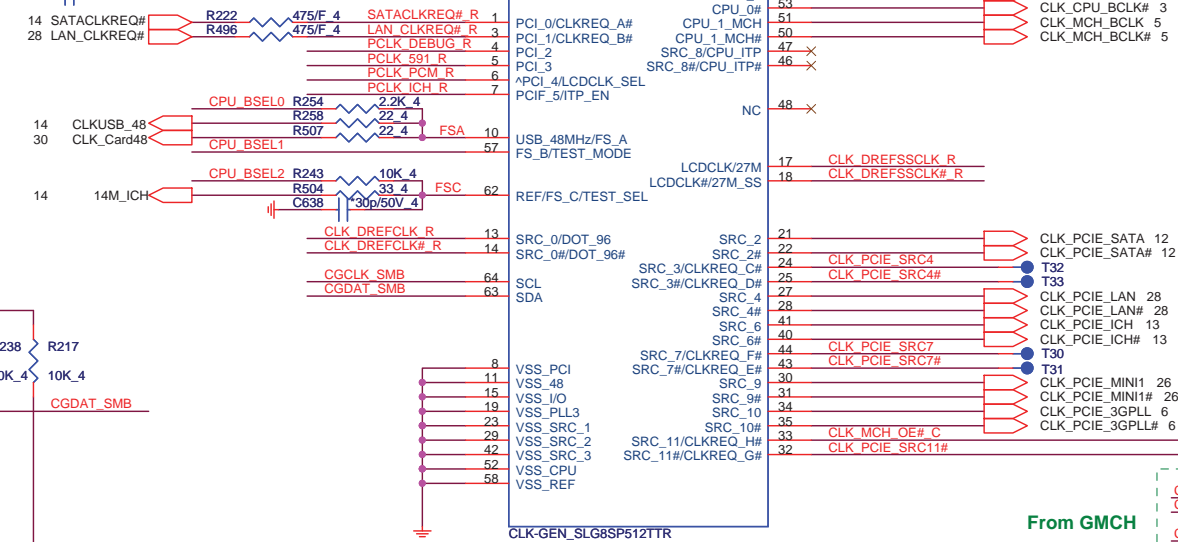 14 SATACLKREQ# R222 475/F_4 SATACLKREQ#_R 1 PCI_0/CLKREQ_A#
28 LAN_CLKREQ# R496 475/F_4 LAN_CLKREQ#_R 3 PCI_1/CLKREQ_B#
PCLK_DEBUG_R 4 PCI_2
PCLK_591_R 5 PCI_3
PCLK_PCM_R 6 ^PCI_4/LCDCLK_SEL
PCLK_ICH_R 7 PCIF_5/ITP_EN
CPU_BSEL0 R254 2.2K_4
14 CLKUSB_48 R258 22_4
30 CLK_Card48 R507 22_4 FSA 10 USB_48MHz/FS_A
CPU_BSEL1 57 FS_B/TEST_MODE
CPU_BSEL2 R243 10K_4
14 14M_ICH R504 33_4 FSC 62 REF/FS_C/TEST_SEL
C638 *30p/50V_4
CLK_DREFCLK_R 13 SRC_0/DOT_96
CLK_DREFCLK#_R 14 SRC_0#/DOT_96#
CGCLK_SMB 64 SCL
CGDAT_SMB 63 SDA
238 R217
0K_4 10K_4
CGDAT_SMB
8 VSS_PCI
11 VSS_48
15 VSS_I/O
19 VSS_PLL3
23 VSS_SRC_1
29 VSS_SRC_2
42 VSS_SRC_3
52 VSS_CPU
58 VSS_REF
CPU_0# 53 CLK_CPU_BCLK# 3
CPU_1_MCH 51 CLK_MCH_BCLK 5
CPU_1_MCH# 50 CLK_MCH_BCLK# 5
SRC_8/CPU_ITP 47
SRC_8#/CPU_ITP# 46
NC 48
LCDCLK/27M 17 CLK_DREFSSCLK_R
LCDCLK#/27M_SS 18 CLK_DREFSSCLK#_R
SRC_2 21 CLK_PCIE_SATA 12
SRC_2# 22 CLK_PCIE_SATA# 12
SRC_3/CLKREQ_C# 24 CLK_PCIE_SRC4 T32
SRC_3#/CLKREQ_D# 25 CLK_PCIE_SRC4# T33
SRC_4 27 CLK_PCIE_LAN 28
SRC_4# 28 CLK_PCIE_LAN# 28
SRC_6 41 CLK_PCIE_ICH 13
SRC_6# 40 CLK_PCIE_ICH# 13
SRC_7/CLKREQ_F# 44 CLK_PCIE_SRC7 T30
SRC_7#/CLKREQ_E# 43 CLK_PCIE_SRC7# T31
SRC_9 30 CLK_PCIE_MINI1 26
SRC_9# 31 CLK_PCIE_MINI1# 26
SRC_10 34 CLK_PCIE_3GPLL 6
SRC_10# 35 CLK_PCIE_3GPLL# 6
SRC_11/CLKREQ_H# 33 CLK_MCH_OE#_C
SRC_11#/CLKREQ_G# 32 CLK_PCIE_SRC11#
From GMCH
CLK-GEN_SLG8SP512TTR